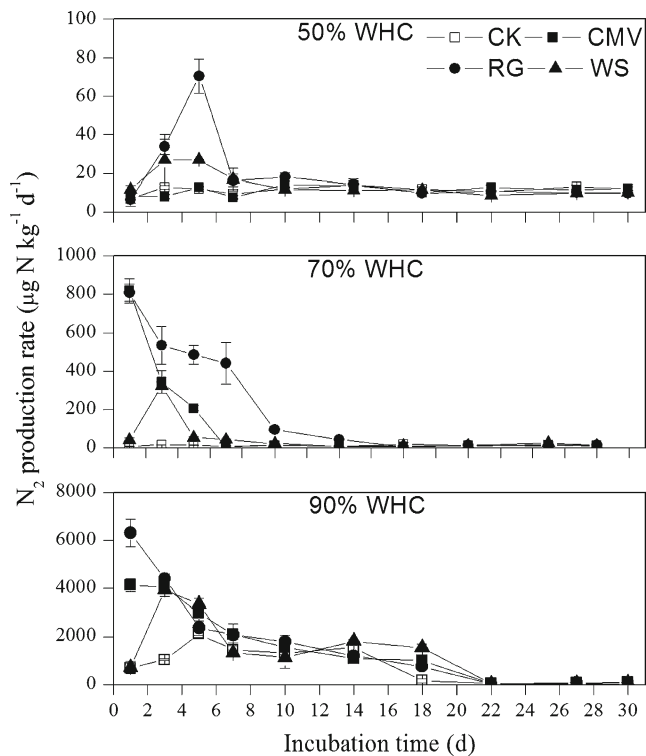 50% WHC
CK CMV
RG WS
100
80
60
40
20
0
70% WHC
1000
800
600
400
200
0
90% WHC
8000
6000
4000
2000
0
0 2 4 6 8 10 12 14 16 18 20 22 24 26 28 30
Incubation time (d)
N₂ production rate (μg N kg⁻¹ d⁻¹)